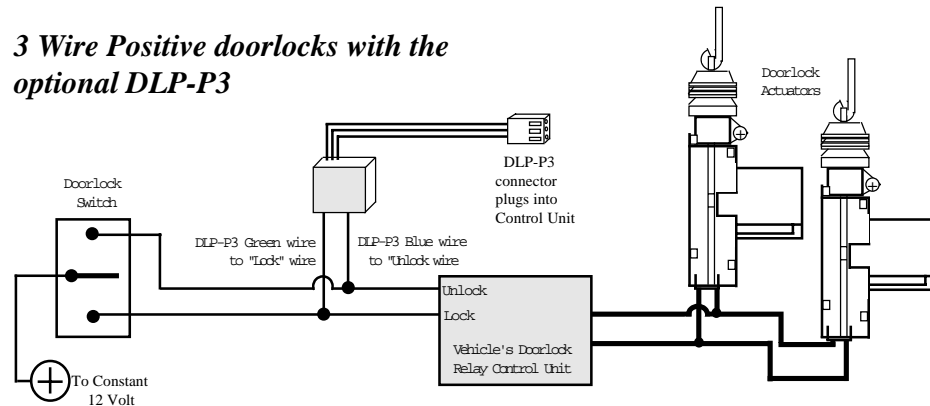 3 Wire Positive doorlocks with the
optional DLP-P3
Doorlock
Actuators
DLP-P3
connector
plugs into
Control Unit
Doorlock
Switch
DLP-P3 Green wire
to "Lock" wire
DLP-P3 Blue wire
to "Unlock wire
Unlock
Lock
Vehicle's Doorlock
Relay Control Unit
To Constant
12 Volt